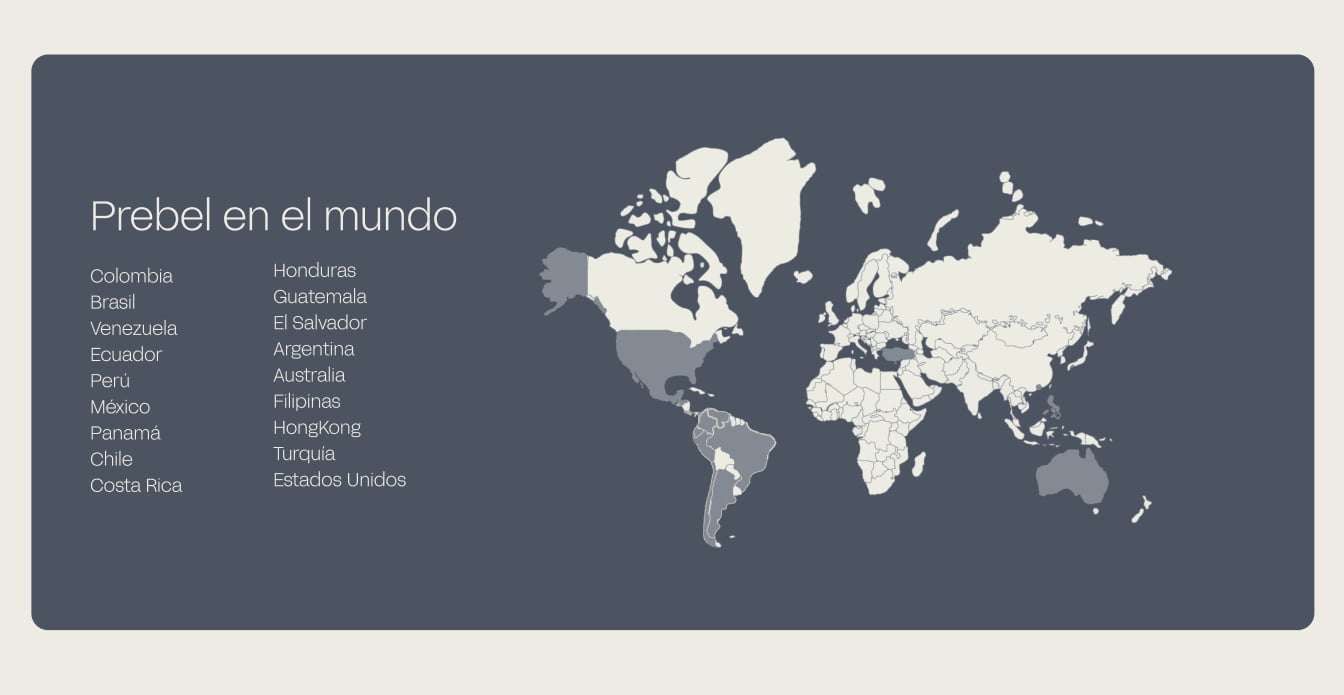 Prebel en el mundo
Colombia
Brasil
Venezuela
Ecuador
Perú
México
Panamá
Chile
Costa Rica
Honduras
Guatemala
El Salvador
Argentina
Australia
Filipinas
HongKong
Turquía
Estados Unidos